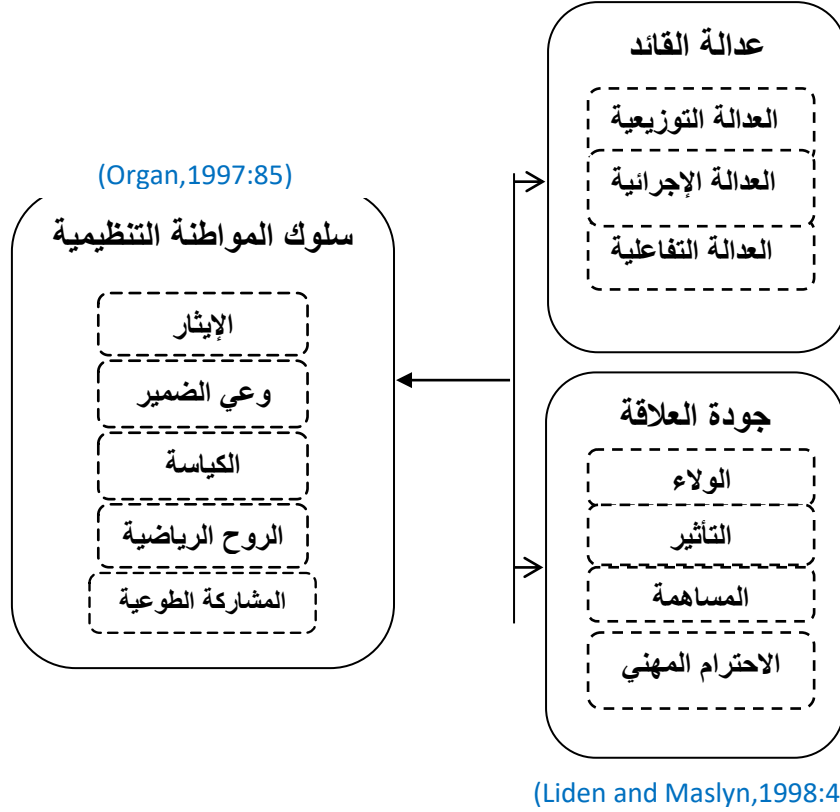 عدالة القائد
العدالة التوزيعية
العدالة الإجرائية
العدالة التفاعلية
جودة العلاقة
الولاء
التأثير
المساهمة
الاحترام المهني
(Liden and Maslyn,1998:4
(Organ,1997:85)
سلوك المواطنة التنظيمية
الإيثار
وعي الضمير
الكياسة
الروح الرياضية
المشاركة الطوعية